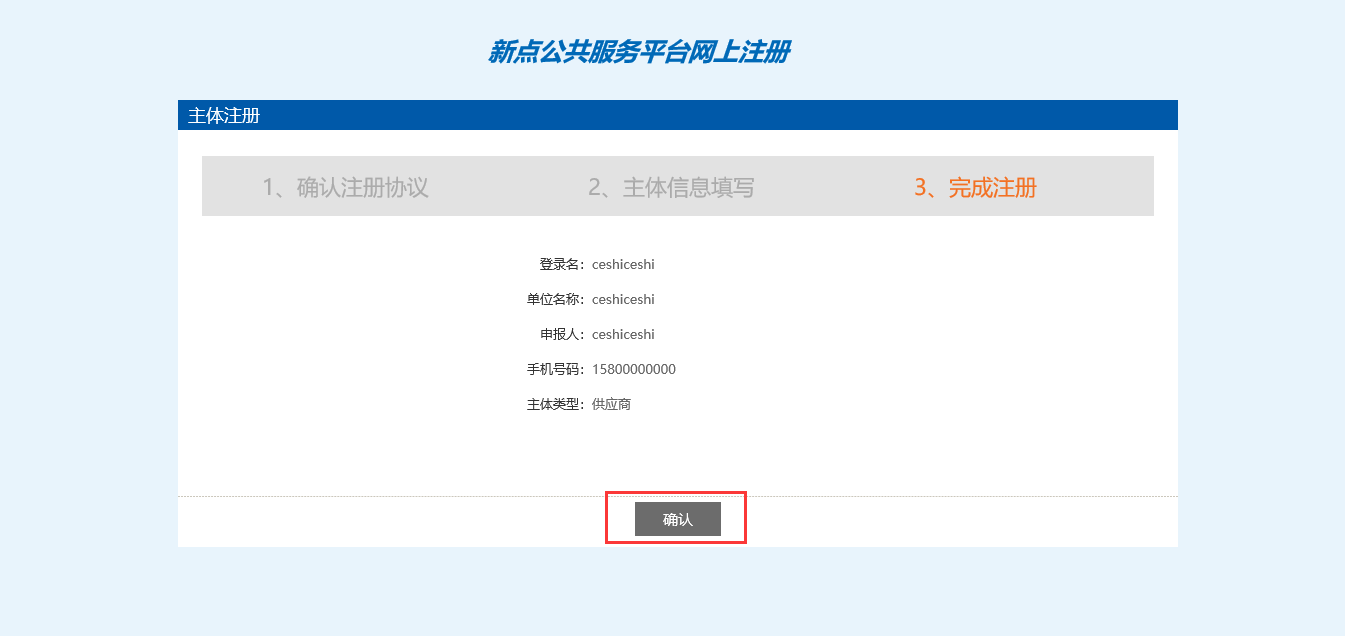 新点公共服务平台网上注册
主体注册
1、确认注册协议 2、主体信息填写 3、完成注册
登录名：ceshiceshi
单位名称：ceshiceshi
申报人：ceshiceshi
手机号码：15800000000
主体类型：供应商
确认